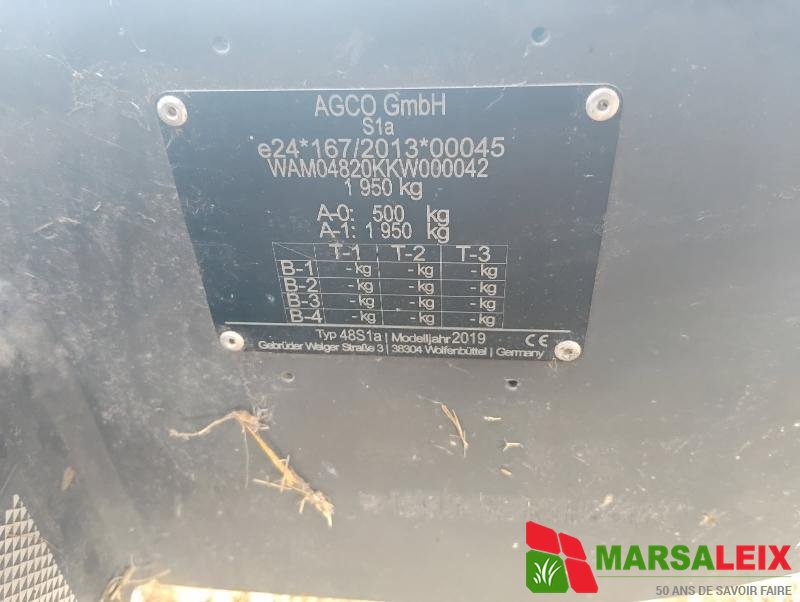 AGCO GmbH
S1a
e24*167/2013*00045
WAM04820KKW000042
1 950 kg
A-0: 500 kg
A-1: 1 950 kg
T-1 T-2 T-3
B-1 - kg - kg - kg
B-2 - kg - kg - kg
B-3 - kg - kg - kg
B-4 - kg - kg - kg
Typ 48S1a | Modelljahr 2019 CE
Gebrüder Welger Straße 3 | 38304 Wolfenbüttel | Germany
MARSALEIX
50 ANS DE SAVOIR FAIRE